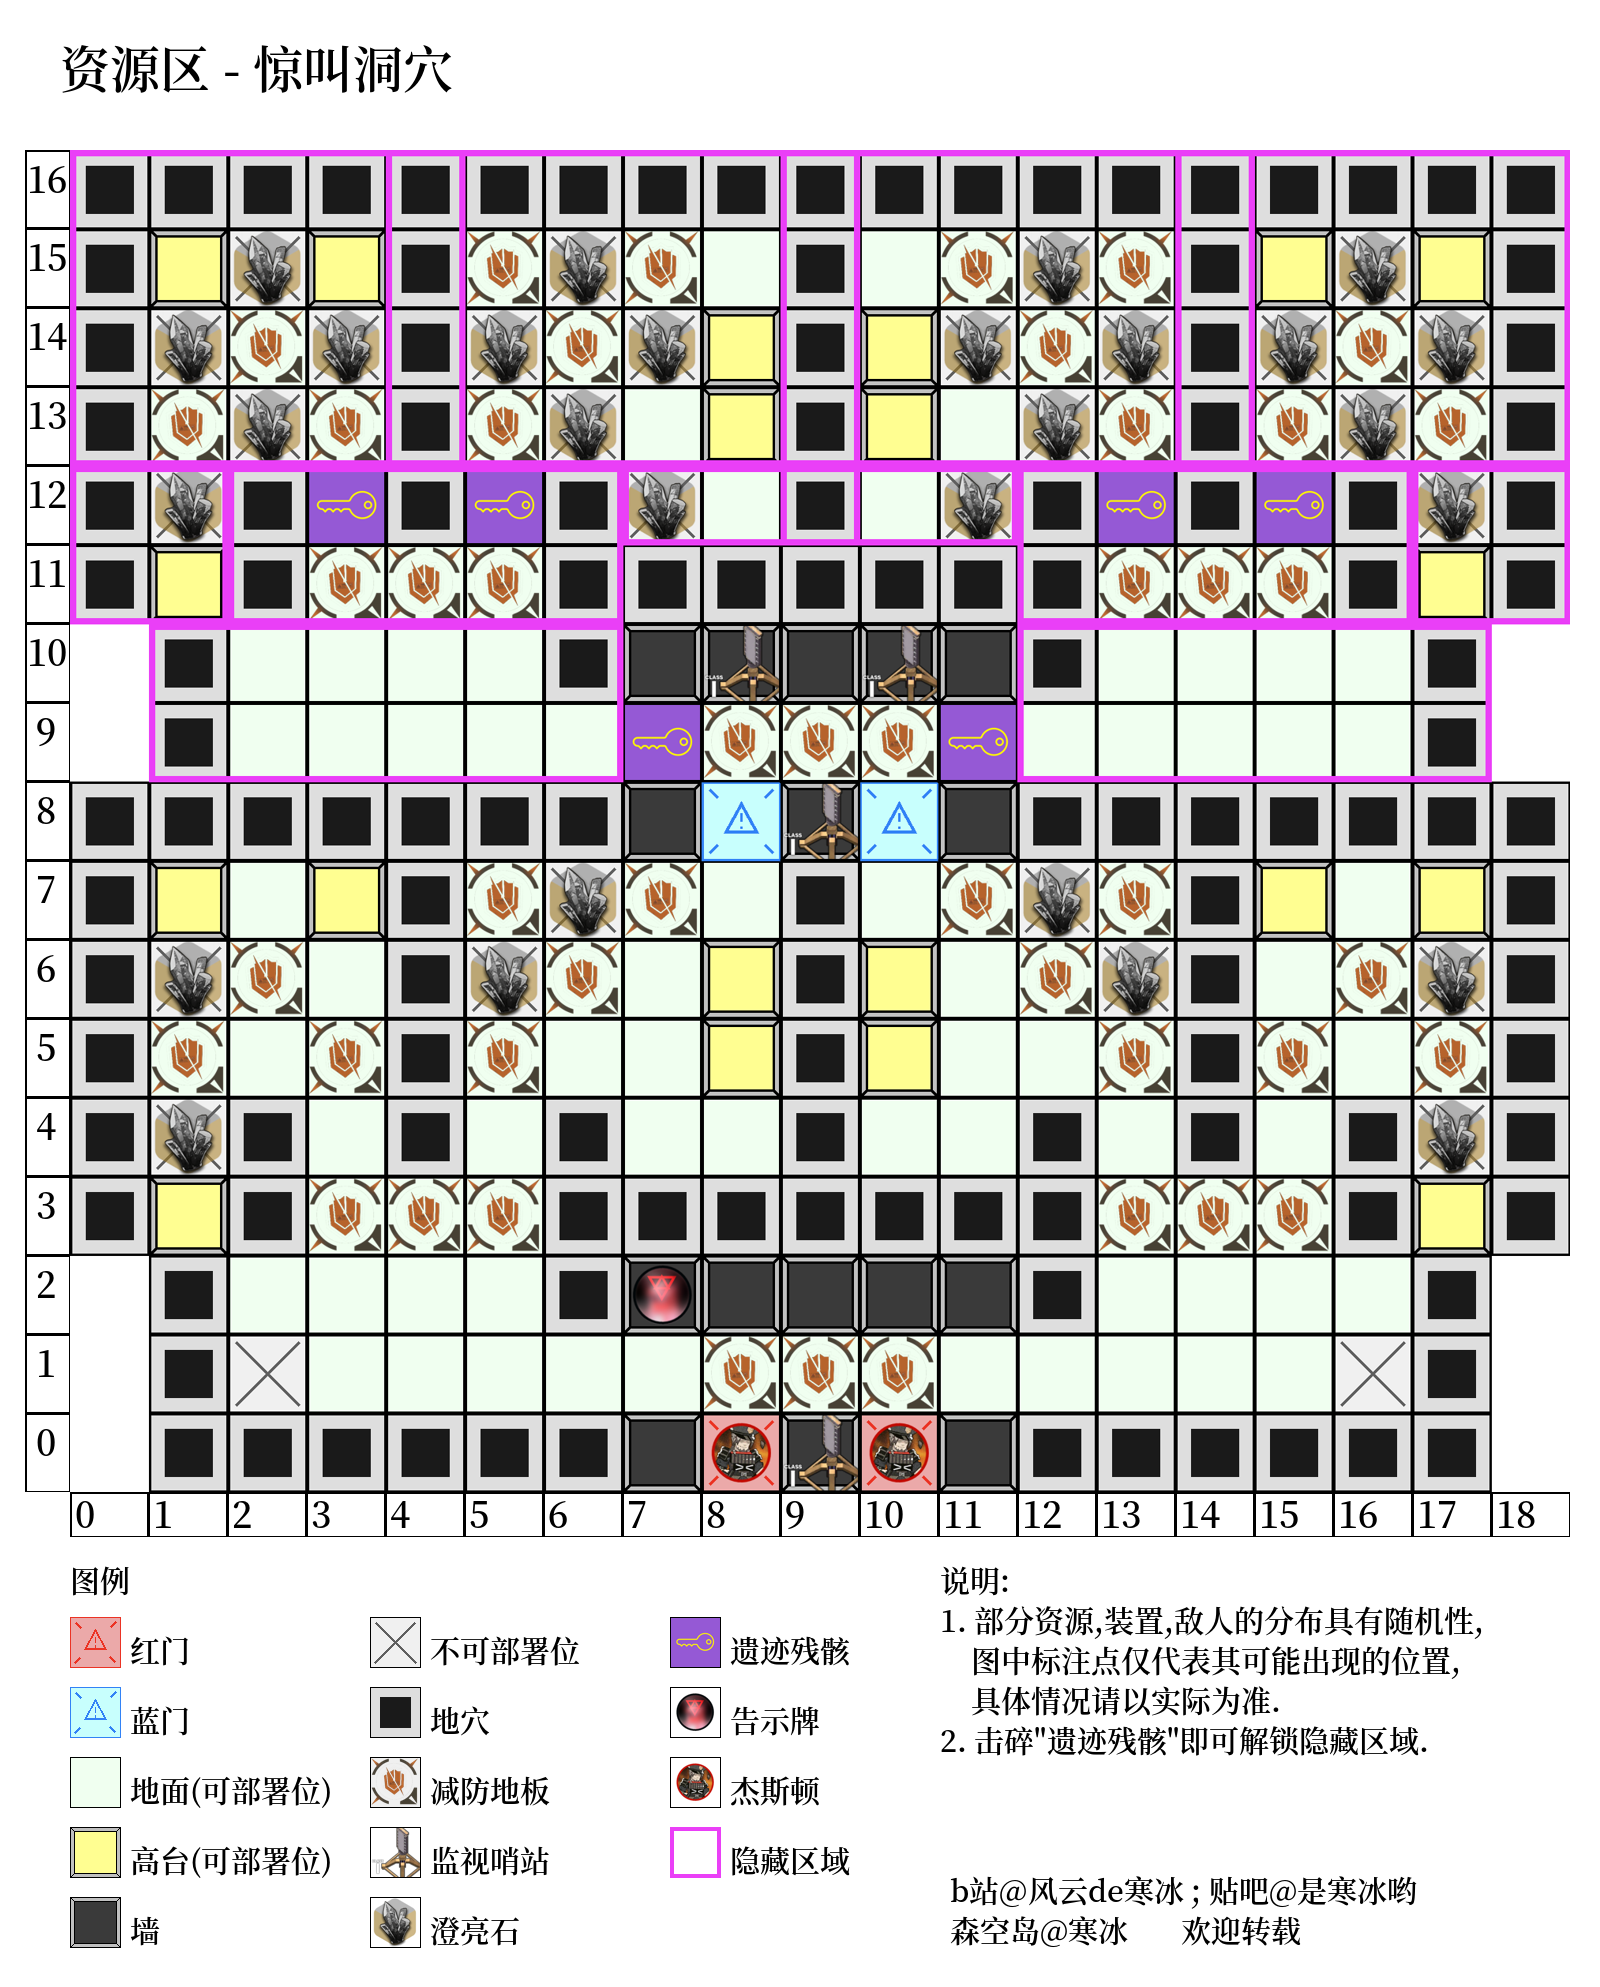 资源区 - 惊叫洞穴
16
15
14
13
12
11
10
CLASS I CLASS I
9
8
CLASS I
7
6
5
4
3
2
1
0
CLASS I
0 1 2 3 4 5 6 7 8 9 10 11 12 13 14 15 16 17 18
图例
红门
不可部署位
遗迹残骸
蓝门
地穴
告示牌
地面(可部署位)
减防地板
杰斯顿
高台(可部署位)
监视哨站
隐藏区域
墙
澄亮石
说明:
1. 部分资源,装置,敌人的分布具有随机性,
图中标注点仅代表其可能出现的位置,
具体情况请以实际为准.
2. 击碎"遗迹残骸"即可解锁隐藏区域.
b站@风云de寒冰 ; 贴吧@是寒冰哟
森空岛@寒冰 欢迎转载